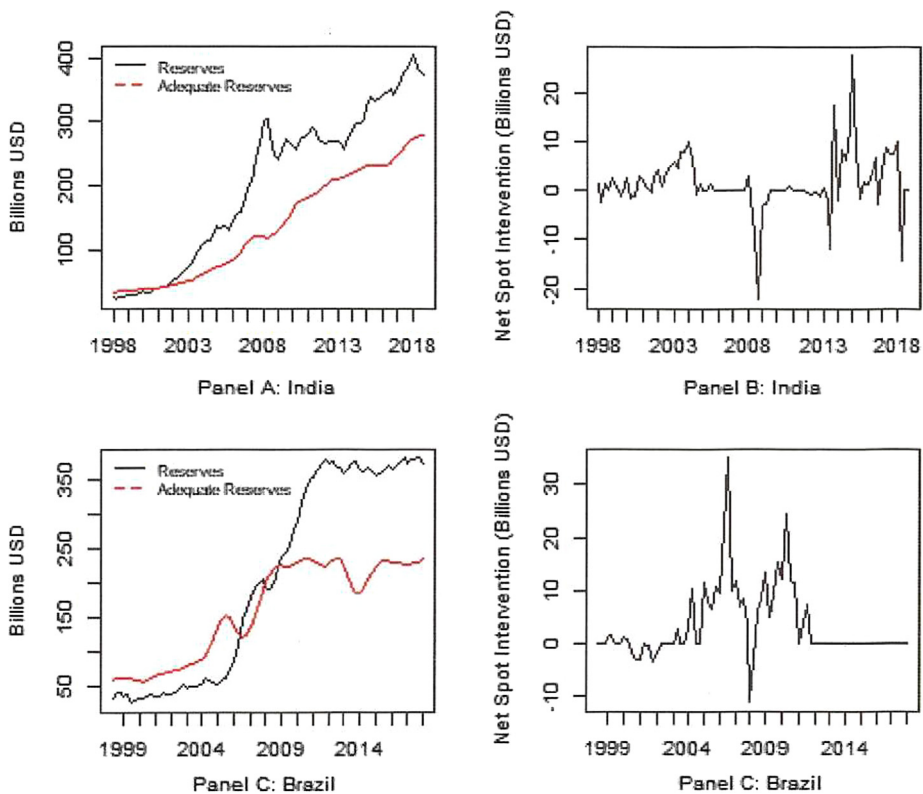 Billions USD
400
300
200
100
Reserves
Adequate Reserves
1998 2003 2008 2013 2018
Panel A: India
Net Spot Intervention (Billions USD)
20
10
0
-10
-20
1998 2003 2008 2013 2018
Panel B: India
Billions USD
350
250
150
50
Reserves
Adequate Reserves
1999 2004 2009 2014
Panel C: Brazil
Net Spot Intervention (Billions USD)
30
20
10
0
-10
1999 2004 2009 2014
Panel C: Brazil